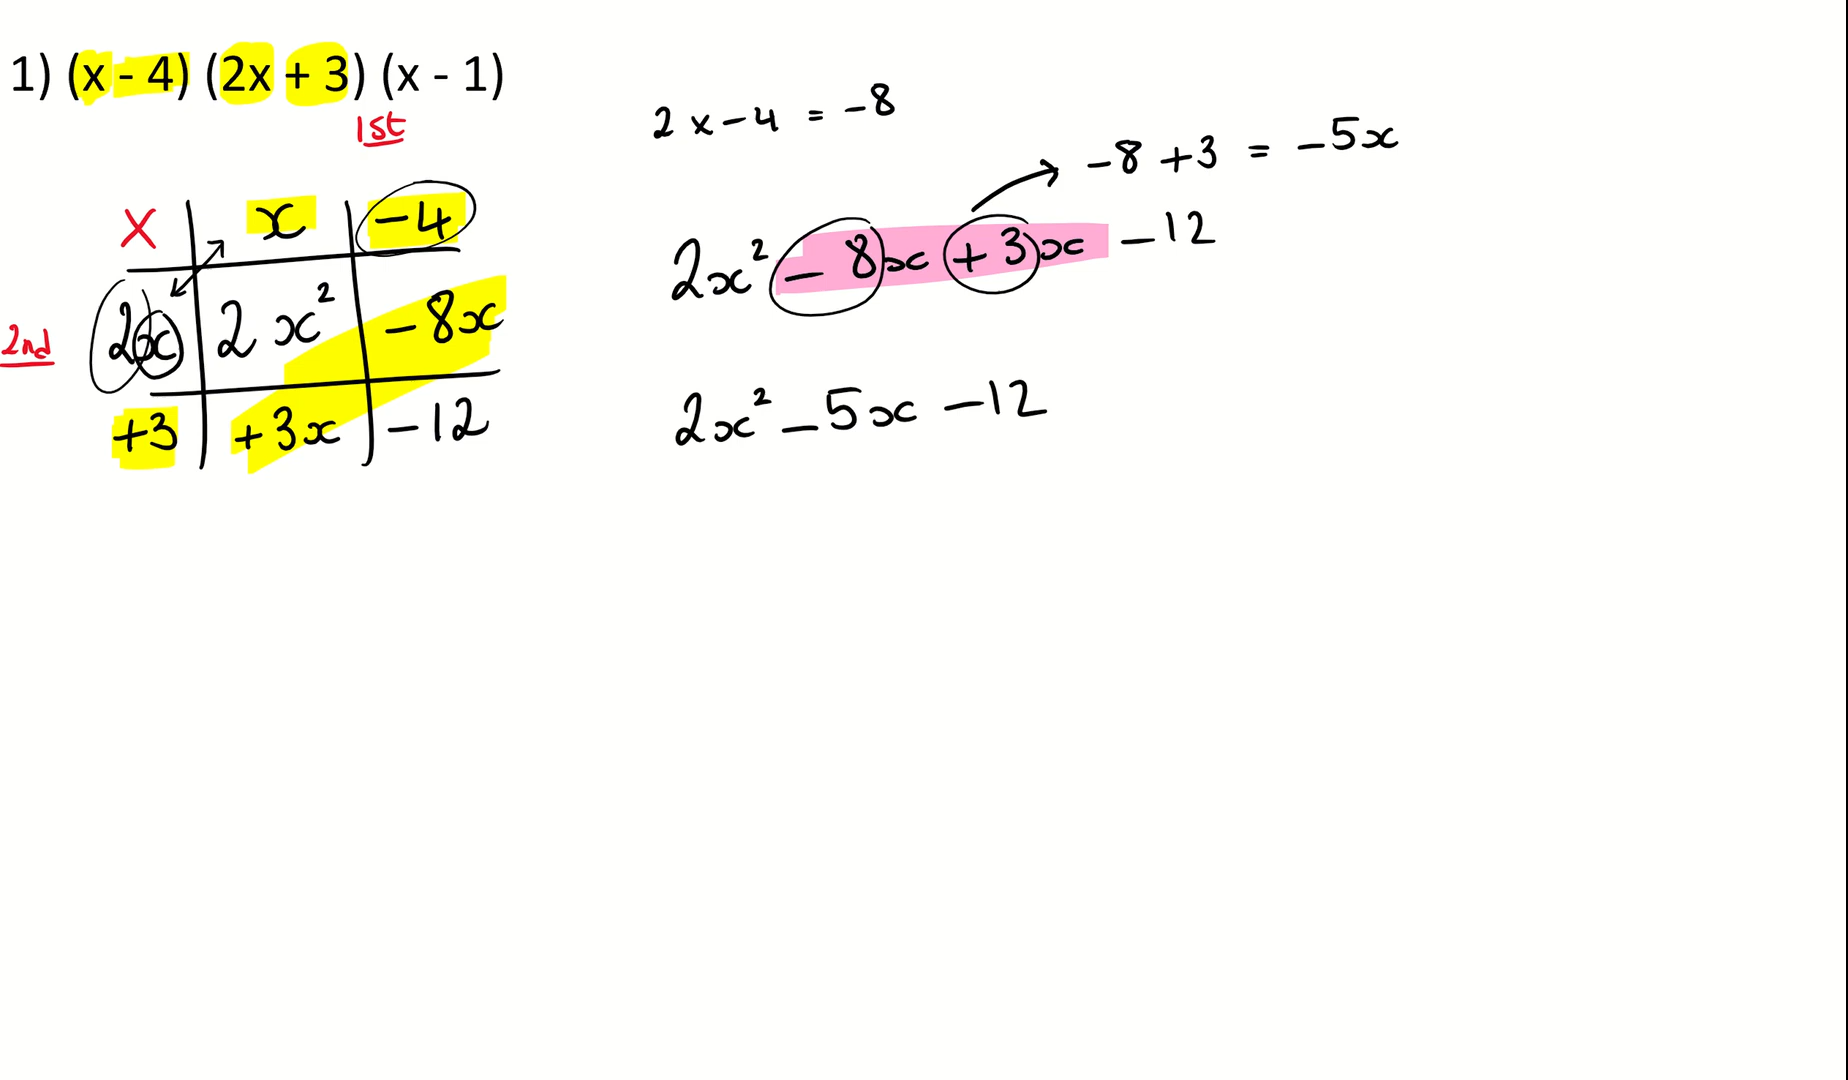 1) (x - 4) (2x + 3) (x - 1)
1st
2 x -4 = -8
-8 +3 = -5x
× x -4
2x² -8x +3x -12
2nd 2x 2x² -8x
+3 +3x -12
2x² -5x -12